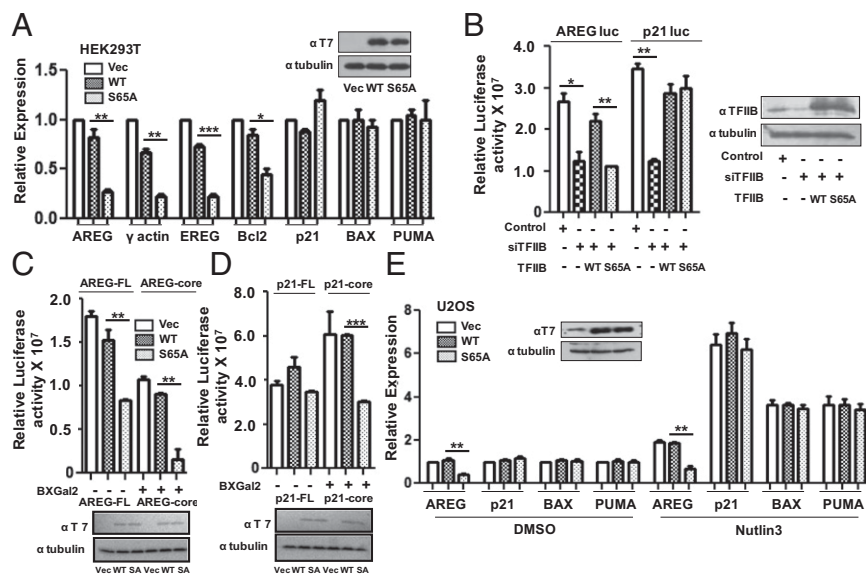 A
HEK293T
Vec
WT
S65A
α T7
α tubulin
Vec WT S65A
Relative Expression
1.5
1.0
0.5
0.0
** ** *** *
AREG γ actin EREG Bcl2 p21 BAX PUMA
B
AREG luc p21 luc
Relative Luciferase
activity X 10⁷
4.0
3.0
2.0
1.0
0
* ** **
Control + - - - + - - -
siTFIIB - + + + - + + +
TFIIB - - WT S65A - - WT S65A
α TFIIB
α tubulin
Control + - - -
siTFIIB - + + +
TFIIB - - WT S65A
C
AREG-FL AREG-core
Relative Luciferase
activity X 10⁷
2.0
1.5
1.0
0.5
0
** **
Vec
WT
S65A
BXGal2 - - - + + +
AREG-FL AREG-core
α T 7
α tubulin
Vec WT SA Vec WT SA
D
p21-FL p21-core
Relative Luciferase
activity X 10⁷
8.0
6.0
4.0
2.0
0
***
BXGal2 - - - + + +
p21-FL p21-core
α T 7
α tubulin
Vec WT SA Vec WT SA
E
U2OS
Vec
WT
S65A
αT7
α tubulin
Relative Expression
8
6
4
2
0
** **
AREG p21 BAX PUMA AREG p21 BAX PUMA
DMSO Nutlin3